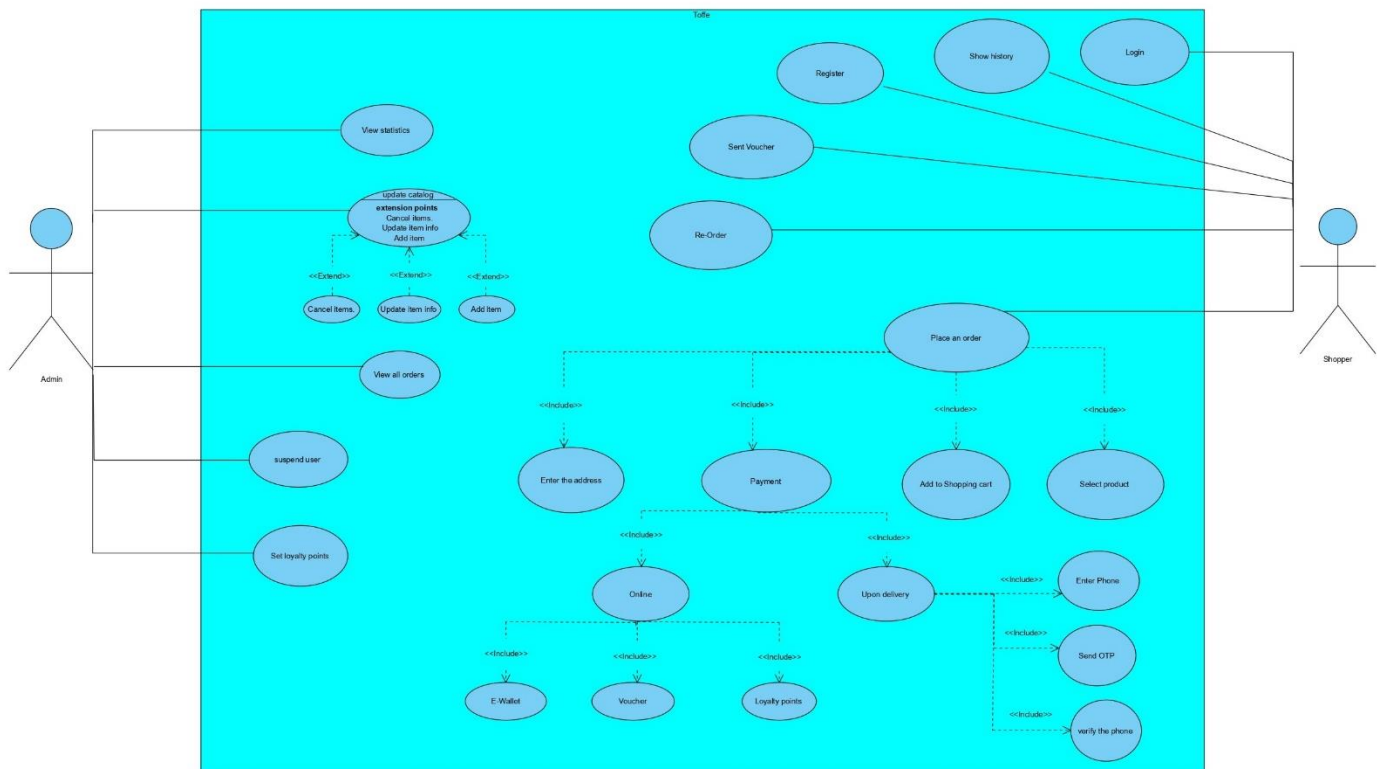 Toffe
Login
Show history
Register
View statistics
Sent Voucher
update catalog
extension points
Cancel items.
Update item info
Add item
Re-Order
<<Extend>>
<<Extend>>
<<Extend>>
Cancel items.
Update item info
Add item
Place an order
Shopper
View all orders
Admin
<<Include>>
<<Include>>
<<Include>>
<<Include>>
suspend user
Enter the address
Payment
Add to Shopping cart
Select product
<<Include>>
<<Include>>
Set loyalty points
<<Include>>
Enter Phone
Online
Upon delivery
<<Include>>
<<Include>>
<<Include>>
<<Include>>
Send OTP
E-Wallet
Voucher
Loyalty points
<<Include>>
verify the phone